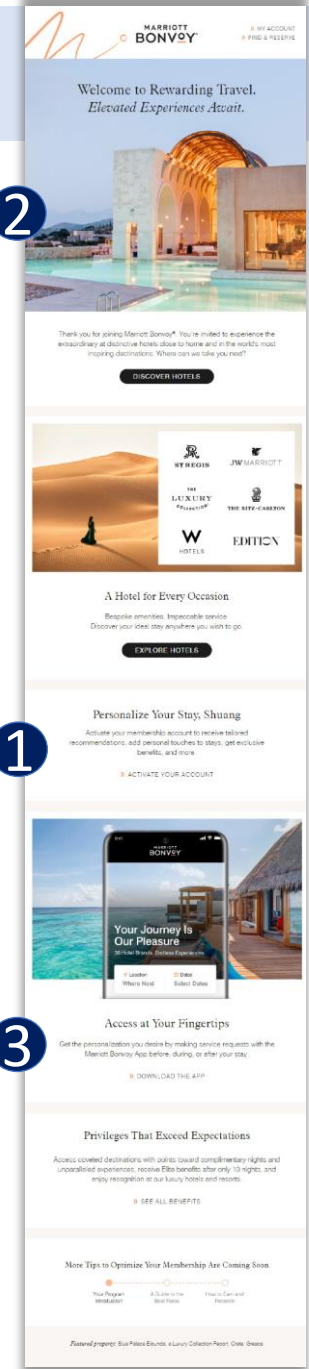 MARRIOTT
BONVOY
MY ACCOUNT
FIND & RESERVE
Welcome to Rewarding Travel.
Elevated Experiences Await.
2
Thank you for joining Marriott Bonvoy®. You're invited to experience the
extraordinary at distinctive hotels close to home and in the world's most
inspiring destinations. Where can we take you next?
DISCOVER HOTELS
ST REGIS
JW MARRIOTT
THE
LUXURY
COLLECTION
THE RITZ-CARLTON
W
HOTELS
EDITION
A Hotel for Every Occasion
Bespoke amenities. Impeccable service.
Discover your ideal stay anywhere you wish to go.
EXPLORE HOTELS
Personalize Your Stay, Shuang
1
Activate your membership account to receive tailored
recommendations, add personal touches to stays, get exclusive
benefits, and more.
ACTIVATE YOUR ACCOUNT
MARRIOTT
BONVOY
Your Journey Is
Our Pleasure
30 Hotel Brands. Endless Experiences.
Location
Where Next
Dates
Select Dates
Access at Your Fingertips
3
Get the personalization you desire by making service requests with the
Marriott Bonvoy App before, during, or after your stay.
DOWNLOAD THE APP
Privileges That Exceed Expectations
Access coveted destinations with points toward complimentary nights and
unparalleled experiences, receive Elite benefits after only 10 nights, and
enjoy recognition at our luxury hotels and resorts.
SEE ALL BENEFITS
More Tips to Optimize Your Membership Are Coming Soon
Your Program
Introduction
A Guide to the
Best Rates
How to Earn and
Redeem
Featured property: Blue Palace Elounda, a Luxury Collection Resort, Crete, Greece